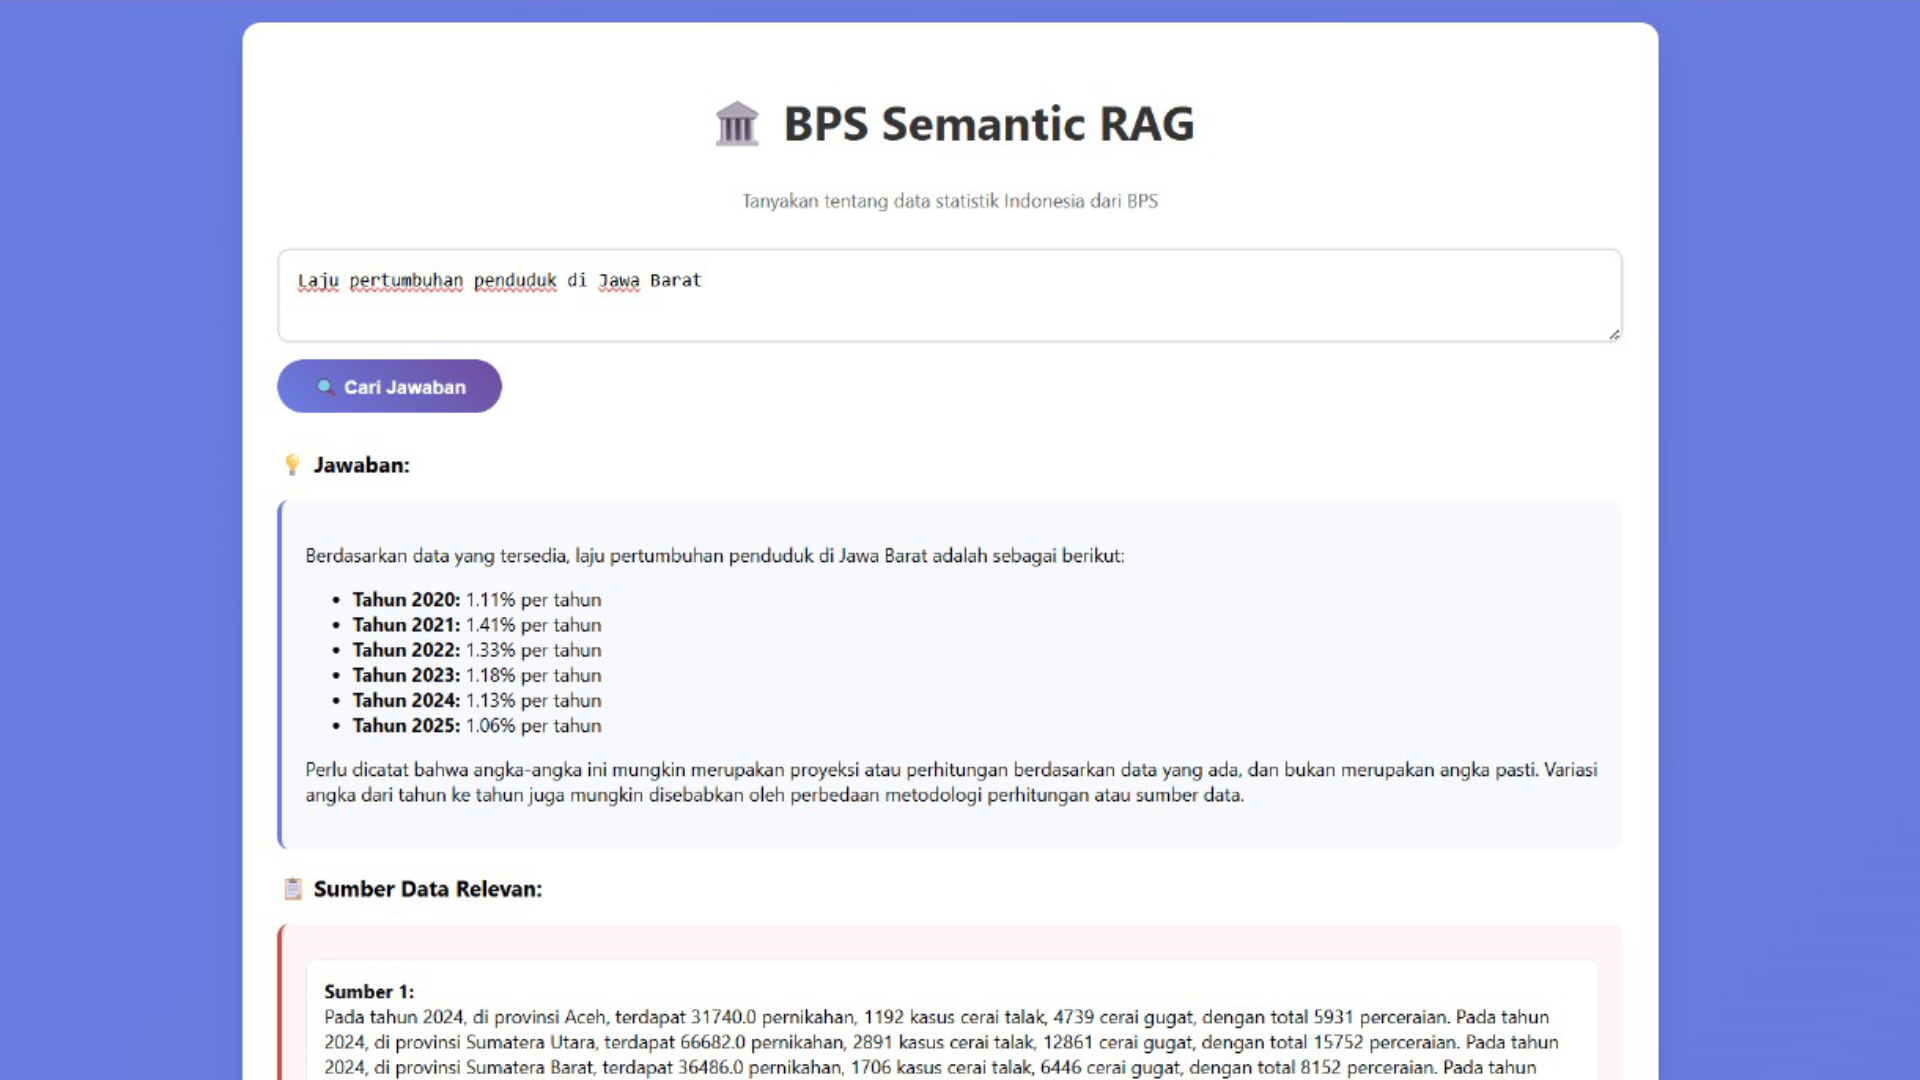 BPS Semantic RAG
Tanyakan tentang data statistik Indonesia dari BPS
Laju pertumbuhan penduduk di Jawa Barat
Cari Jawaban
Jawaban:
Berdasarkan data yang tersedia, laju pertumbuhan penduduk di Jawa Barat adalah sebagai berikut:
• Tahun 2020: 1.11% per tahun
• Tahun 2021: 1.41% per tahun
• Tahun 2022: 1.33% per tahun
• Tahun 2023: 1.18% per tahun
• Tahun 2024: 1.13% per tahun
• Tahun 2025: 1.06% per tahun
Perlu dicatat bahwa angka-angka ini mungkin merupakan proyeksi atau perhitungan berdasarkan data yang ada, dan bukan merupakan angka pasti. Variasi
angka dari tahun ke tahun juga mungkin disebabkan oleh perbedaan metodologi perhitungan atau sumber data.
Sumber Data Relevan:
Sumber 1:
Pada tahun 2024, di provinsi Aceh, terdapat 31740.0 pernikahan, 1192 kasus cerai talak, 4739 cerai gugat, dengan total 5931 perceraian. Pada tahun
2024, di provinsi Sumatera Utara, terdapat 66682.0 pernikahan, 2891 kasus cerai talak, 12861 cerai gugat, dengan total 15752 perceraian. Pada tahun
2024, di provinsi Sumatera Barat, terdapat 36486.0 pernikahan, 1706 kasus cerai talak, 6446 cerai gugat, dengan total 8152 perceraian. Pada tahun